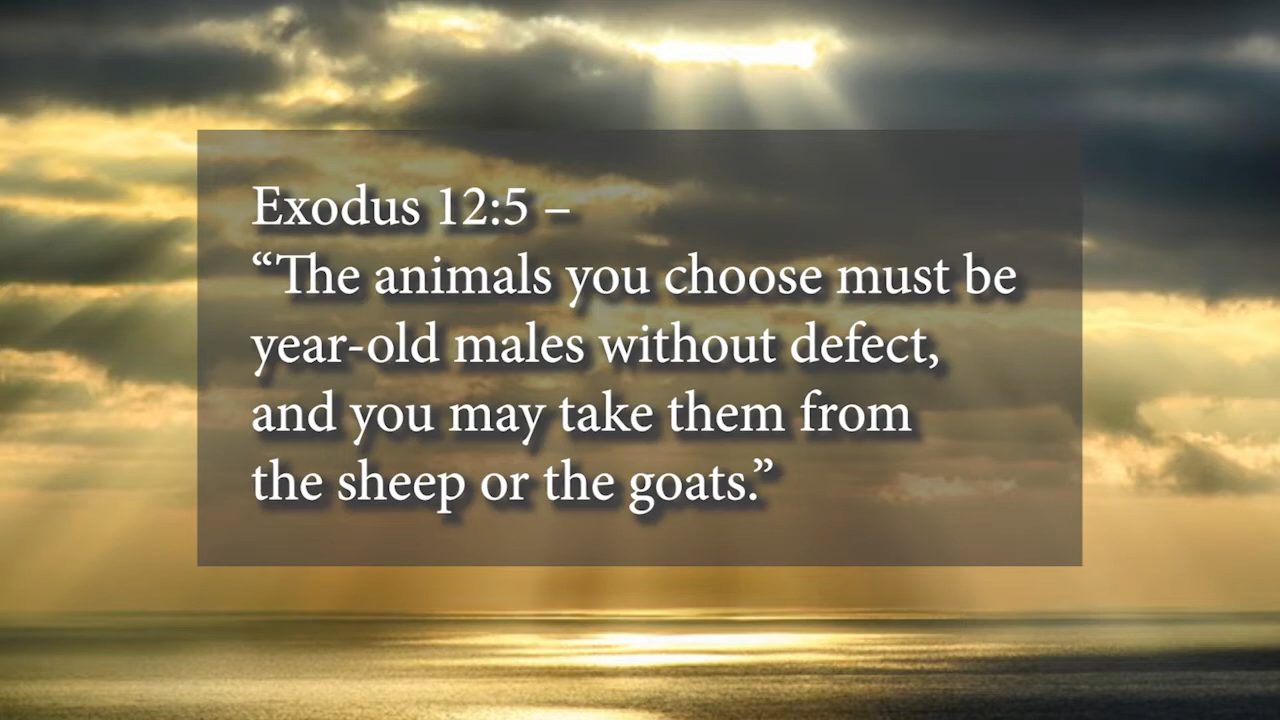 Exodus 12:5 –
“The animals you choose must be
year-old males without defect,
and you may take them from
the sheep or the goats.”